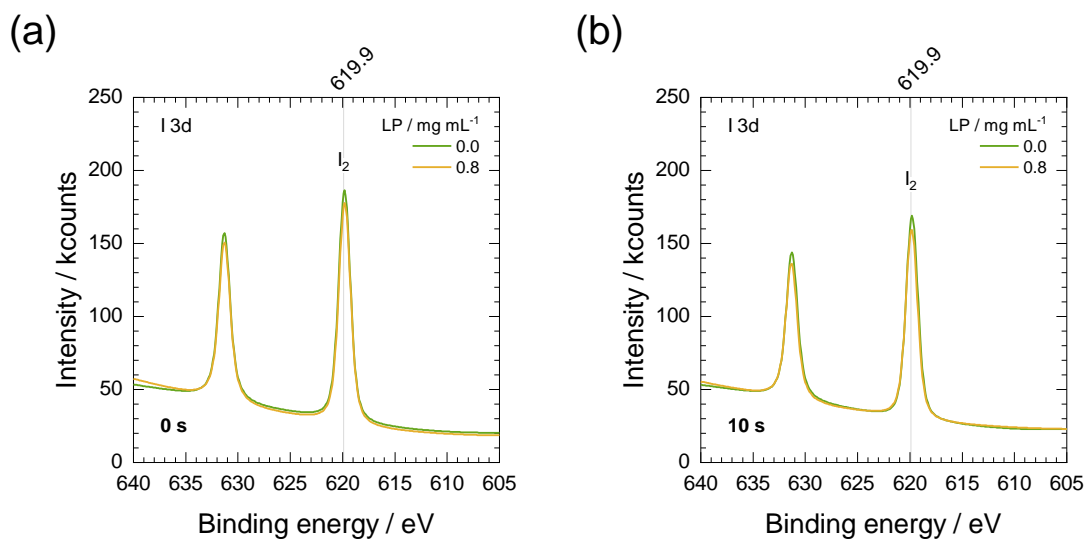 (a)
619.9
250
200
150
100
50
0
Intensity / kcounts
I 3d
LP / mg mL⁻¹
0.0
0.8
I₂
0 s
640 635 630 625 620 615 610 605
Binding energy / eV
(b)
619.9
250
200
150
100
50
0
Intensity / kcounts
I 3d
LP / mg mL⁻¹
0.0
0.8
I₂
10 s
640 635 630 625 620 615 610 605
Binding energy / eV